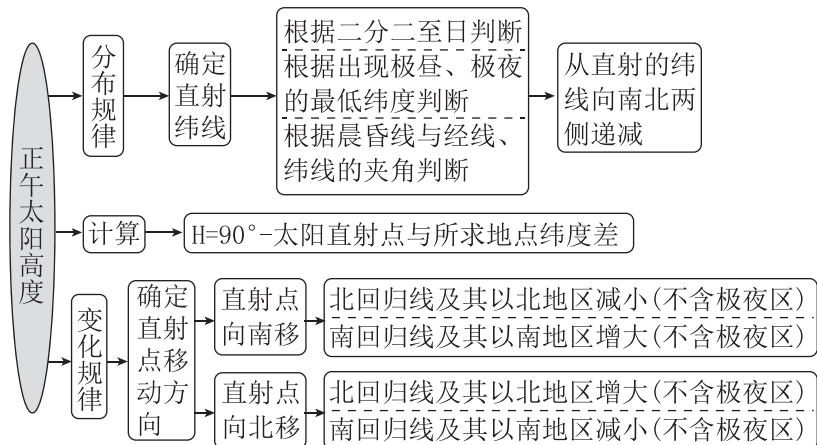 正午太阳高度
分布规律
确定
直射
纬线
根据二分二至日判断
根据出现极昼、极夜
的最低纬度判断
根据晨昏线与经线、
纬线的夹角判断
从直射的纬
线向南北两
侧递减
计算
H=90°-太阳直射点与所求地点纬度差
变化规律
确定
直射
点移
动方
向
直射点
向南移
北回归线及其以北地区减小(不含极夜区)
南回归线及其以南地区增大(不含极夜区)
直射点
向北移
北回归线及其以北地区增大(不含极夜区)
南回归线及其以南地区减小(不含极夜区)